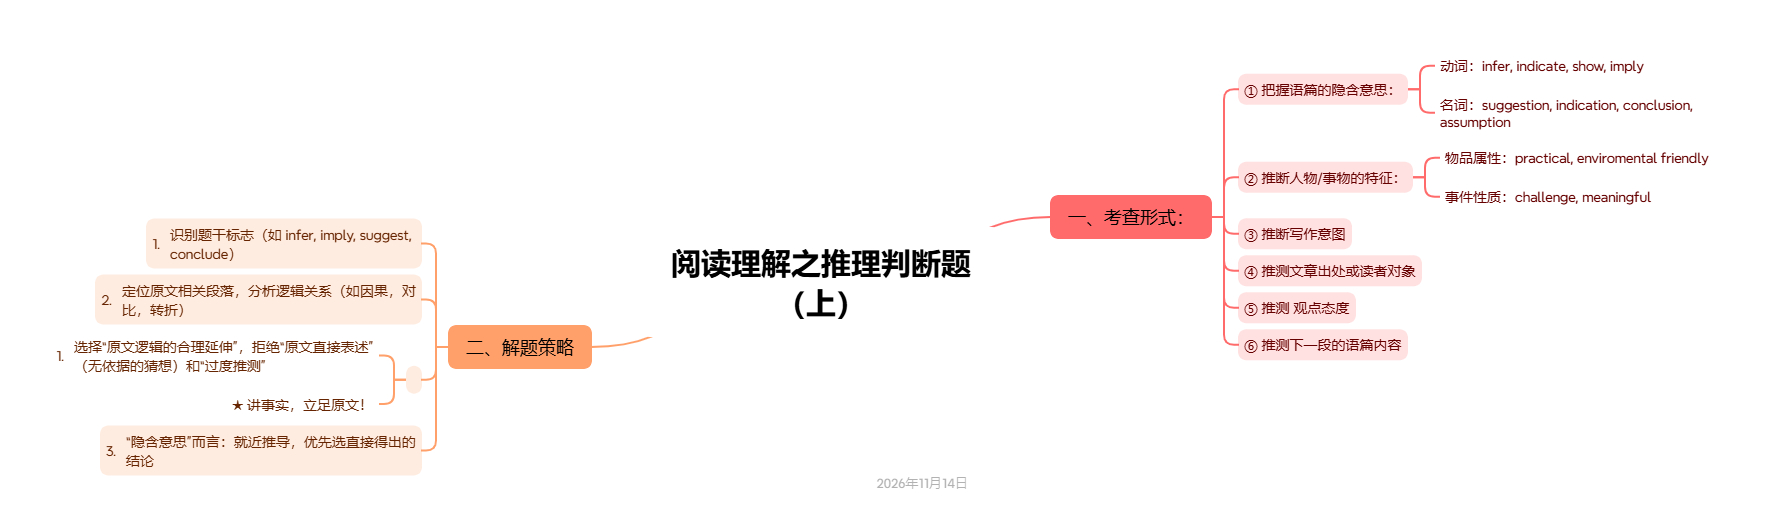 阅读理解之推理判断题
（上）
一、考查形式：
① 把握语篇的隐含意思：
动词：infer, indicate, show, imply
名词：suggestion, indication, conclusion,
assumption
② 推断人物/事物的特征：
物品属性：practical, enviromental friendly
事件性质：challenge, meaningful
③ 推断写作意图
④ 推测文章出处或读者对象
⑤ 推测 观点态度
⑥ 推测下一段的语篇内容
二、解题策略
1. 识别题干标志（如 infer, imply, suggest,
conclude）
2. 定位原文相关段落，分析逻辑关系（如因果，对
比，转折）
1. 选择“原文逻辑的合理延伸”，拒绝“原文直接表述”
（无依据的猜想）和“过度推测”
★ 讲事实，立足原文！
3. “隐含意思”而言：就近推导，优先选直接得出的
结论
2026年11月14日